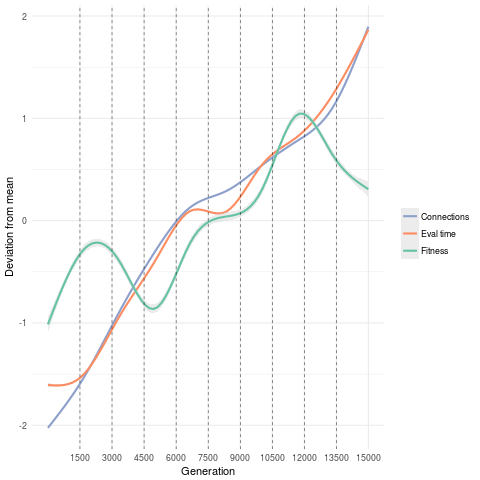 2
1
0
-1
-2
Deviation from mean
1500 3000 4500 6000 7500 9000 10500 12000 13500 15000
Generation
Connections
Eval time
Fitness